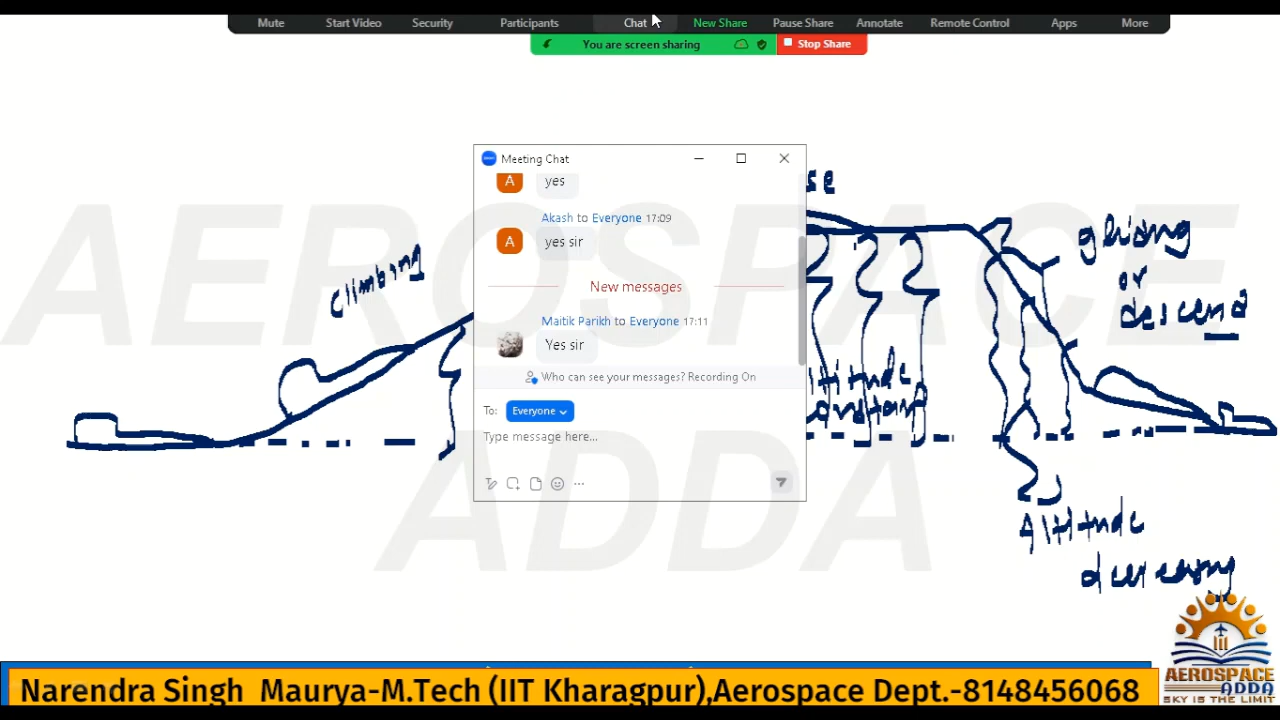 Mute Start Video Security Participants Chat New Share Pause Share Annotate Remote Control Apps More
You are screen sharing Stop Share
Meeting Chat
A yes
Akash to Everyone 17:09
A yes sir
New messages
Maitik Parikh to Everyone 17:11
Yes sir
Who can see your messages? Recording On
To: Everyone
Type message here...
se
Climbing
gliding
or
descend
ltitude
onstant
Altitude
decreasing
AEROSPACE
ADDA
Narendra Singh Maurya-M.Tech (IIT Kharagpur),Aerospace Dept.-8148456068
AEROSPACE
ADDA
SKY IS THE LIMIT